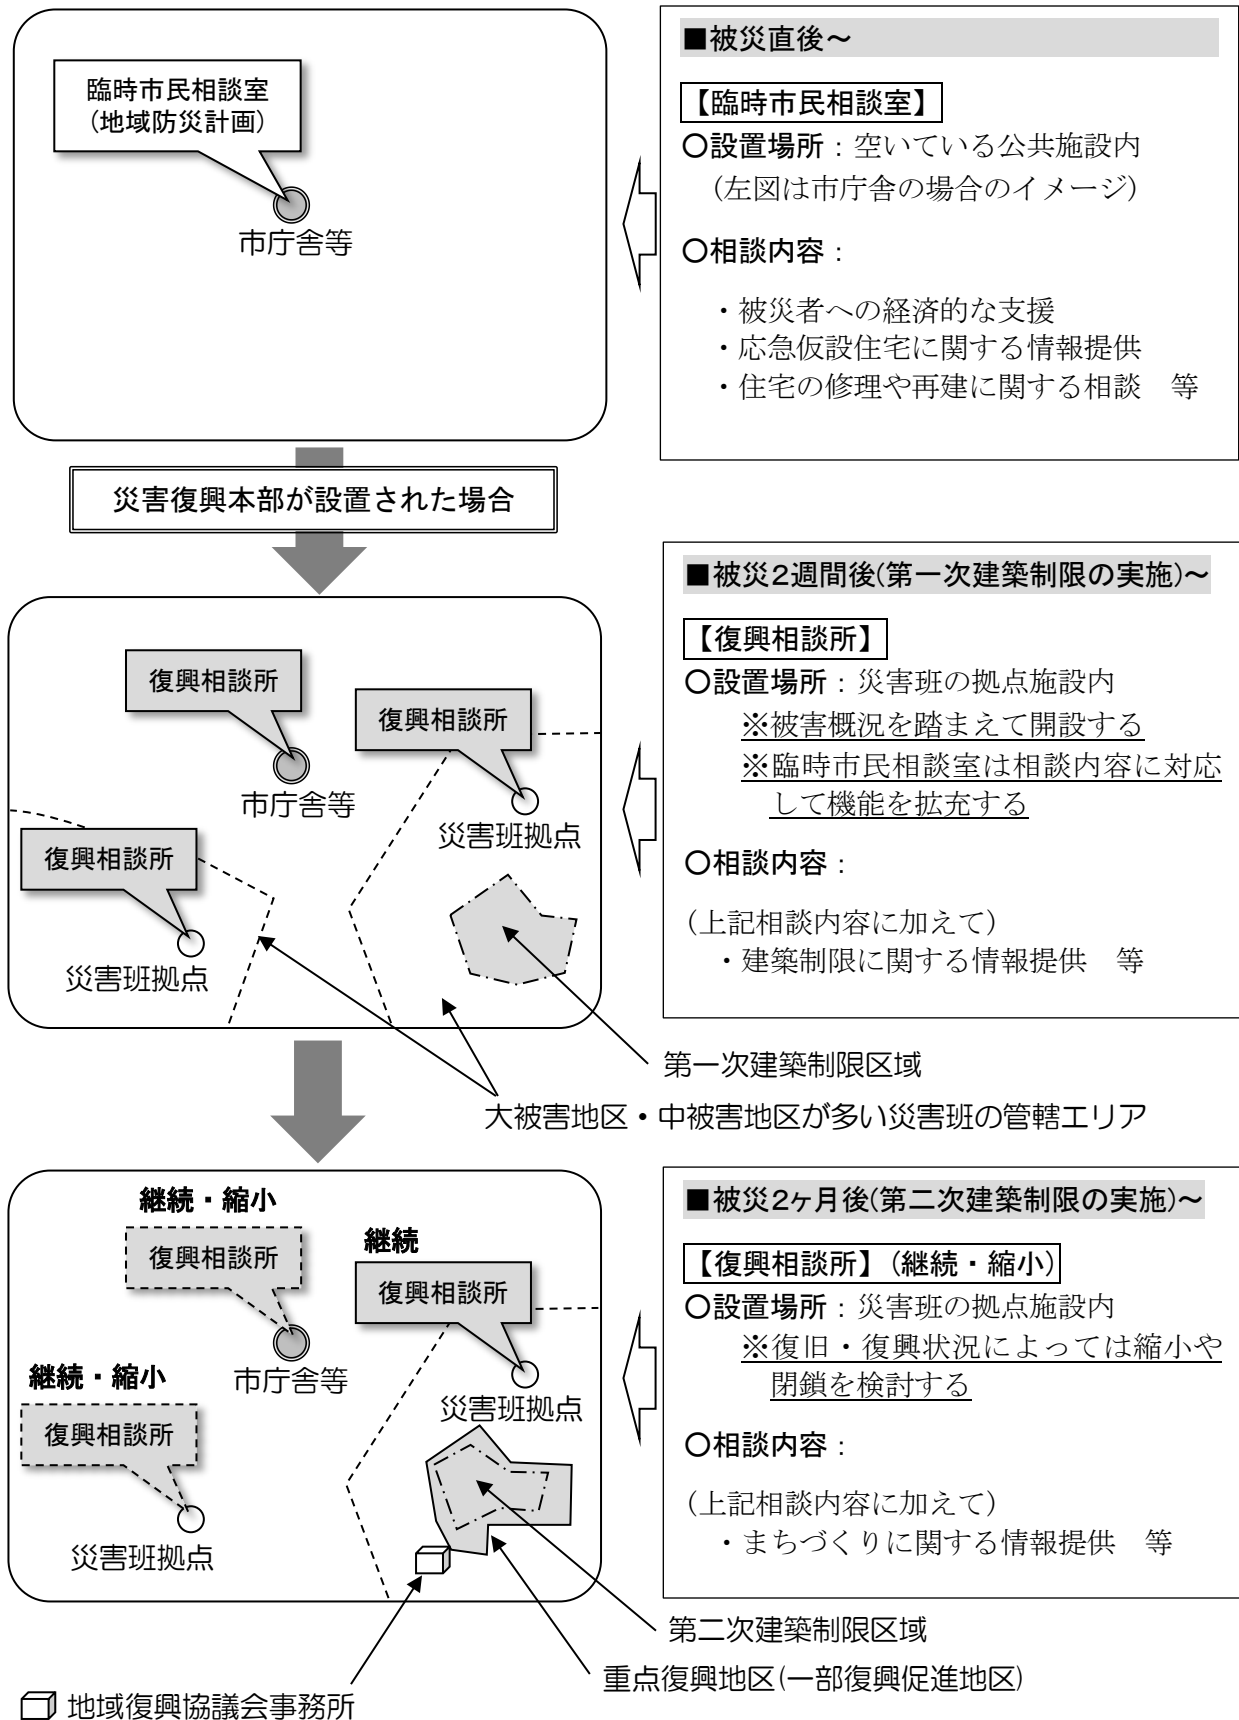 臨時市民相談室
(地域防災計画)
市庁舎等
■被災直後～
【臨時市民相談室】
○設置場所：空いている公共施設内
（左図は市庁舎の場合のイメージ）
○相談内容：
・被災者への経済的な支援
・応急仮設住宅に関する情報提供
・住宅の修理や再建に関する相談　等
災害復興本部が設置された場合
復興相談所
市庁舎等
復興相談所
災害班拠点
復興相談所
災害班拠点
■被災2週間後(第一次建築制限の実施)～
【復興相談所】
○設置場所：災害班の拠点施設内
※被害概況を踏まえて開設する
※臨時市民相談室は相談内容に対応
して機能を拡充する
○相談内容：
（上記相談内容に加えて）
・建築制限に関する情報提供　等
第一次建築制限区域
大被害地区・中被害地区が多い災害班の管轄エリア
継続・縮小
復興相談所
市庁舎等
継続
復興相談所
災害班拠点
継続・縮小
復興相談所
災害班拠点
■被災2ヶ月後(第二次建築制限の実施)～
【復興相談所】(継続・縮小)
○設置場所：災害班の拠点施設内
※復旧・復興状況によっては縮小や
閉鎖を検討する
○相談内容：
（上記相談内容に加えて）
・まちづくりに関する情報提供　等
第二次建築制限区域
重点復興地区(一部復興促進地区)
地域復興協議会事務所